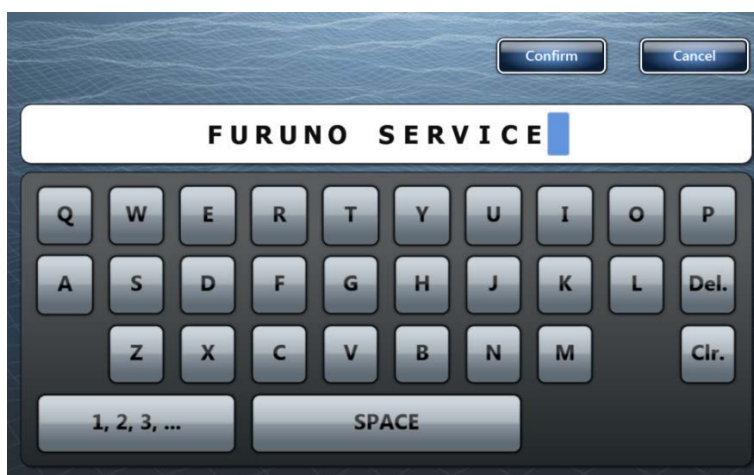 Confirm Cancel
FURUNO SERVICE
Q W E R T Y U I O P
A S D F G H J K L Del.
Z X C V B N M Clr.
1, 2, 3, ... SPACE